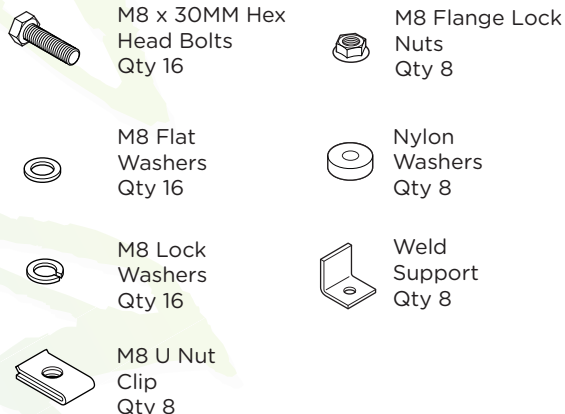 M8 x 30MM Hex
Head Bolts
Qty 16
M8 Flat
Washers
Qty 16
M8 Lock
Washers
Qty 16
M8 U Nut
Clip
Qty 8
M8 Flange Lock
Nuts
Qty 8
Nylon
Washers
Qty 8
Weld
Support
Qty 8